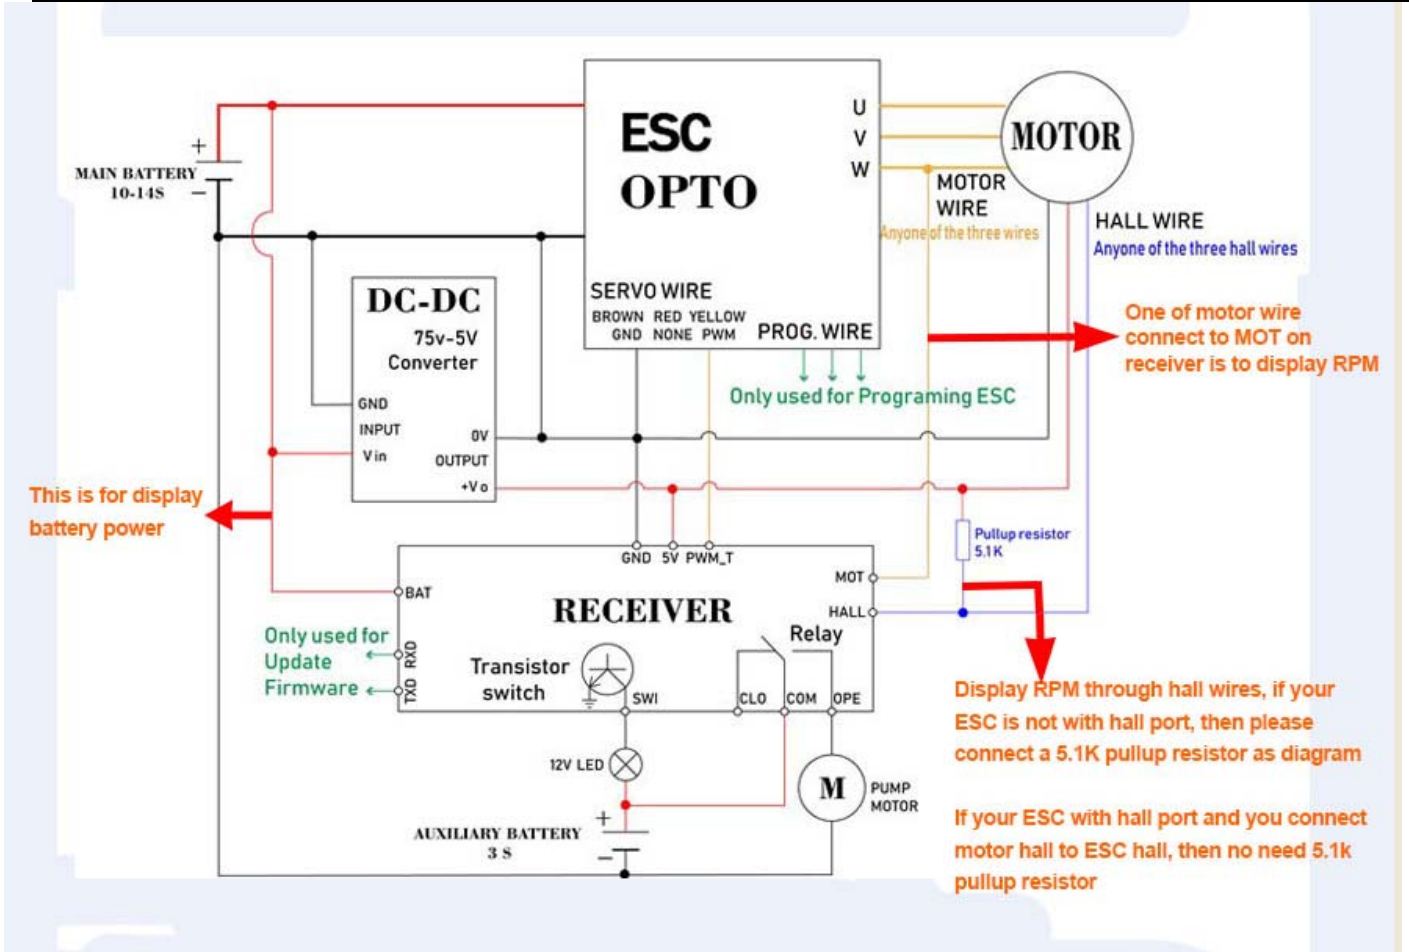 ESC
OPTO
U
V
W
MOTOR
+
MAIN BATTERY
10-14S
−
MOTOR
WIRE
Anyone of the three wires
HALL WIRE
Anyone of the three hall wires
SERVO WIRE
BROWN RED YELLOW
GND NONE PWM
PROG. WIRE
Only used for Programing ESC
DC-DC
75v-5V
Converter
GND
INPUT
Vin
0V
OUTPUT
+Vo
One of motor wire
connect to MOT on
receiver is to display RPM
This is for display
battery power
Pullup resistor
5.1K
GND 5V PWM_T
MOT
HALL
BAT
RECEIVER
Relay
Only used for
Update
Firmware
RXD
TXD
Transistor
switch
SWI
CLO COM OPE
12V LED
M
PUMP
MOTOR
+
AUXILIARY BATTERY
3 S
−
Display RPM through hall wires, if your
ESC is not with hall port, then please
connect a 5.1K pullup resistor as diagram
If your ESC with hall port and you connect
motor hall to ESC hall, then no need 5.1k
pullup resistor